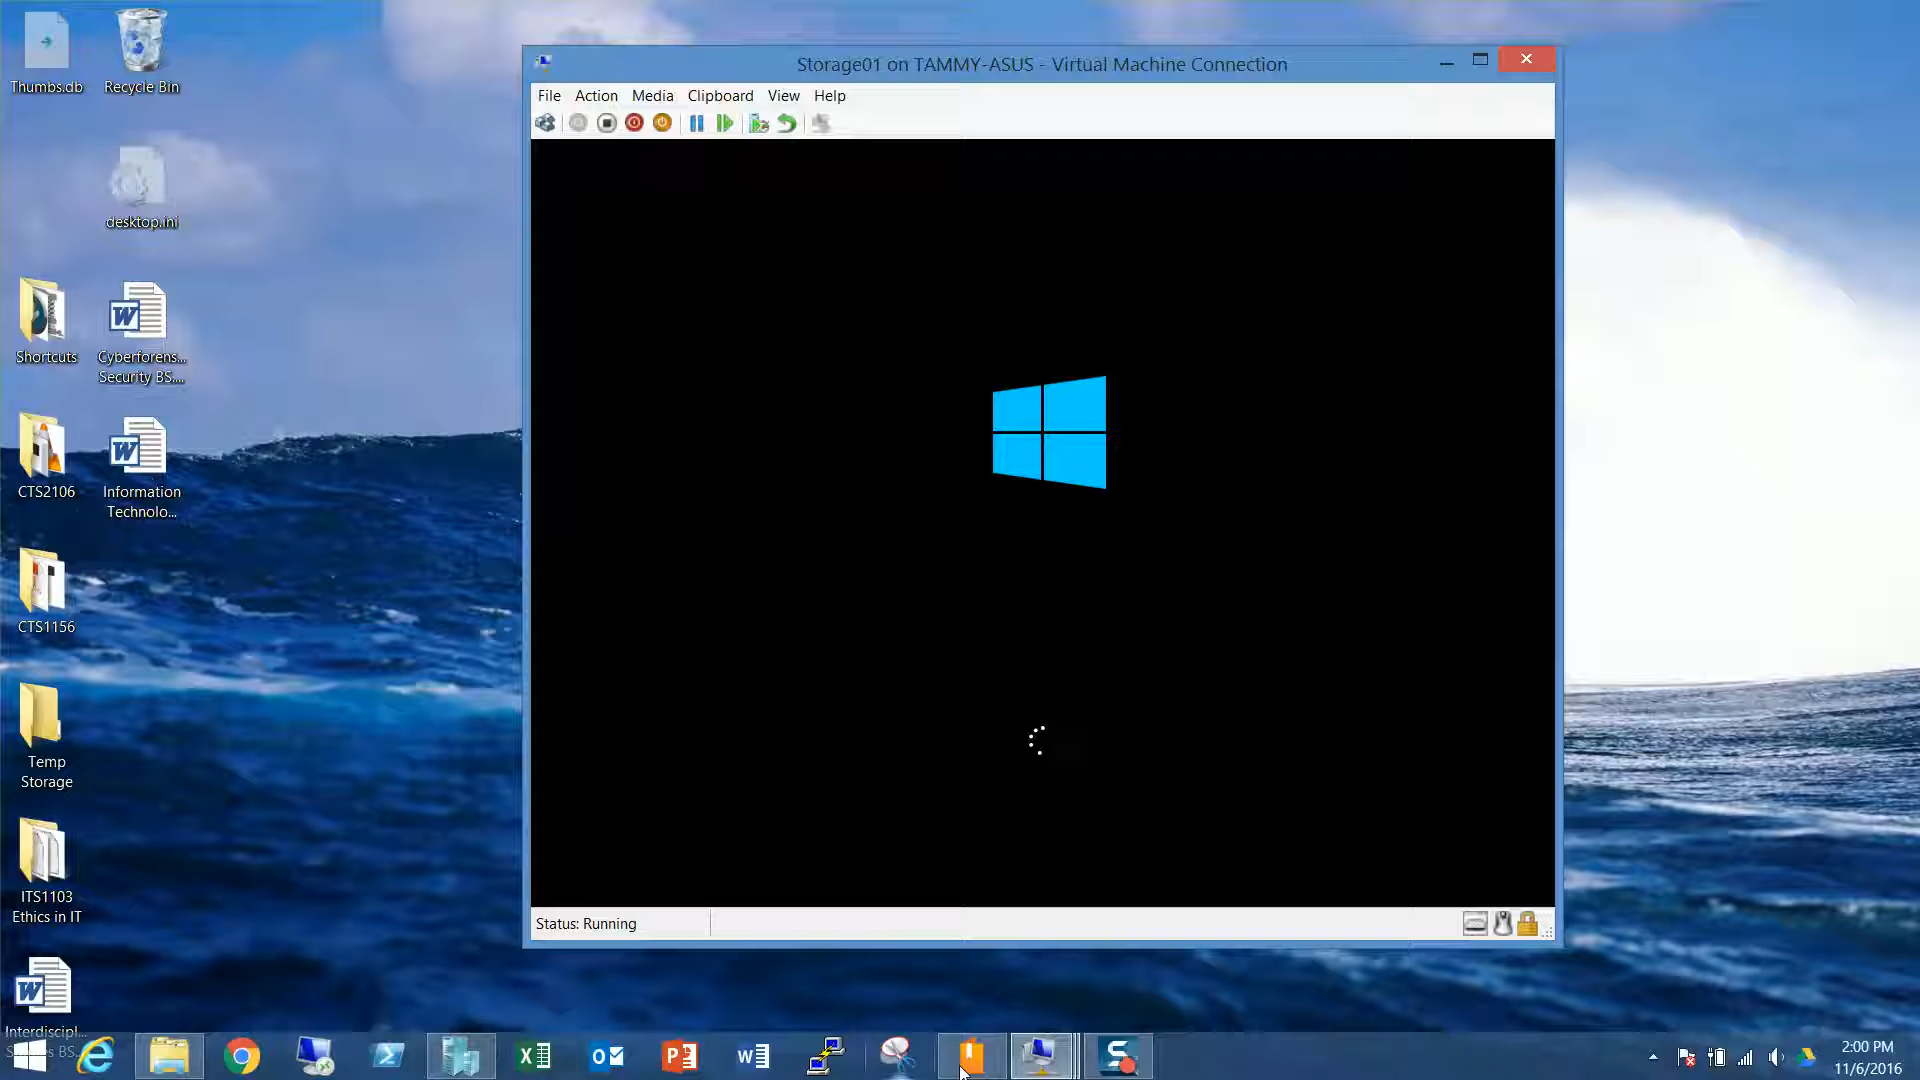 Thumbs.db
Recycle Bin
desktop.ini
Shortcuts
Cyberforens...
Security BS....
CTS2106
Information
Technolo...
CTS1156
Temp
Storage
ITS1103
Ethics in IT
Interdiscipl...
Storage01 on TAMMY-ASUS - Virtual Machine Connection
File Action Media Clipboard View Help
Status: Running
2:00 PM
11/6/2016